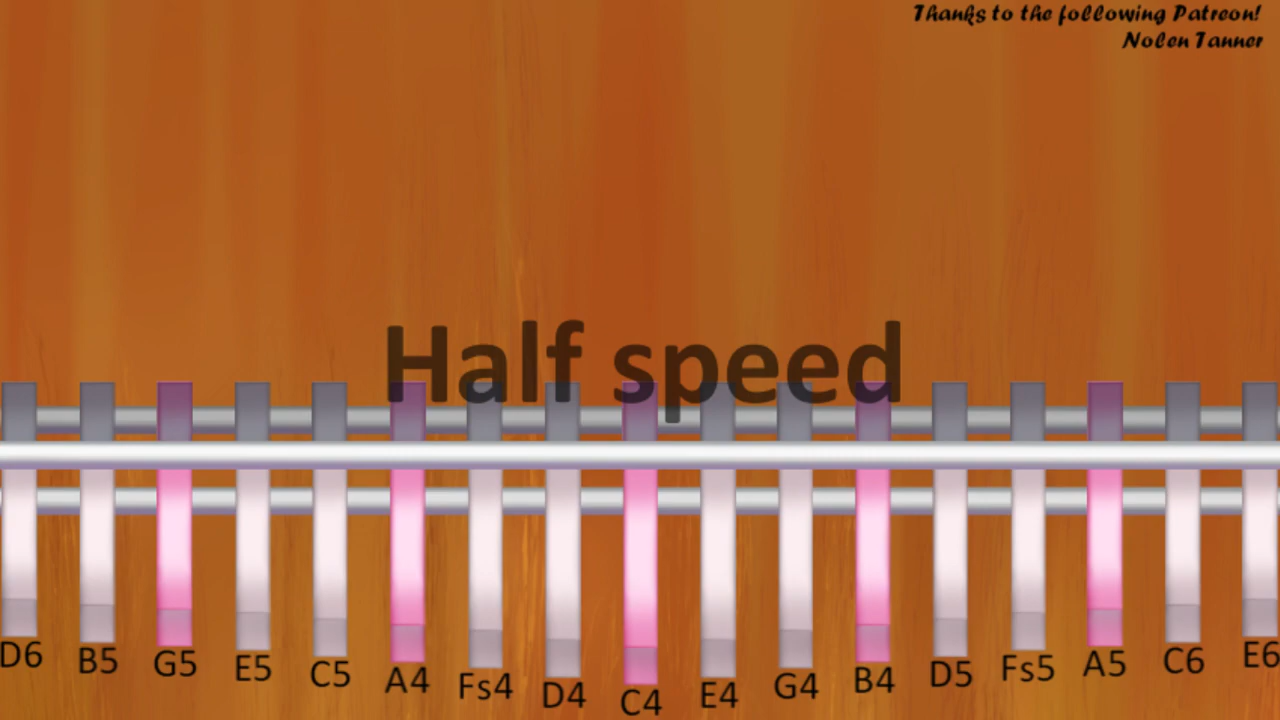 Thanks to the following Patreon!
Nolen Tanner
Half speed
D6 B5 G5 E5 C5 A4 Fs4 D4 C4 E4 G4 B4 D5 Fs5 A5 C6 E6